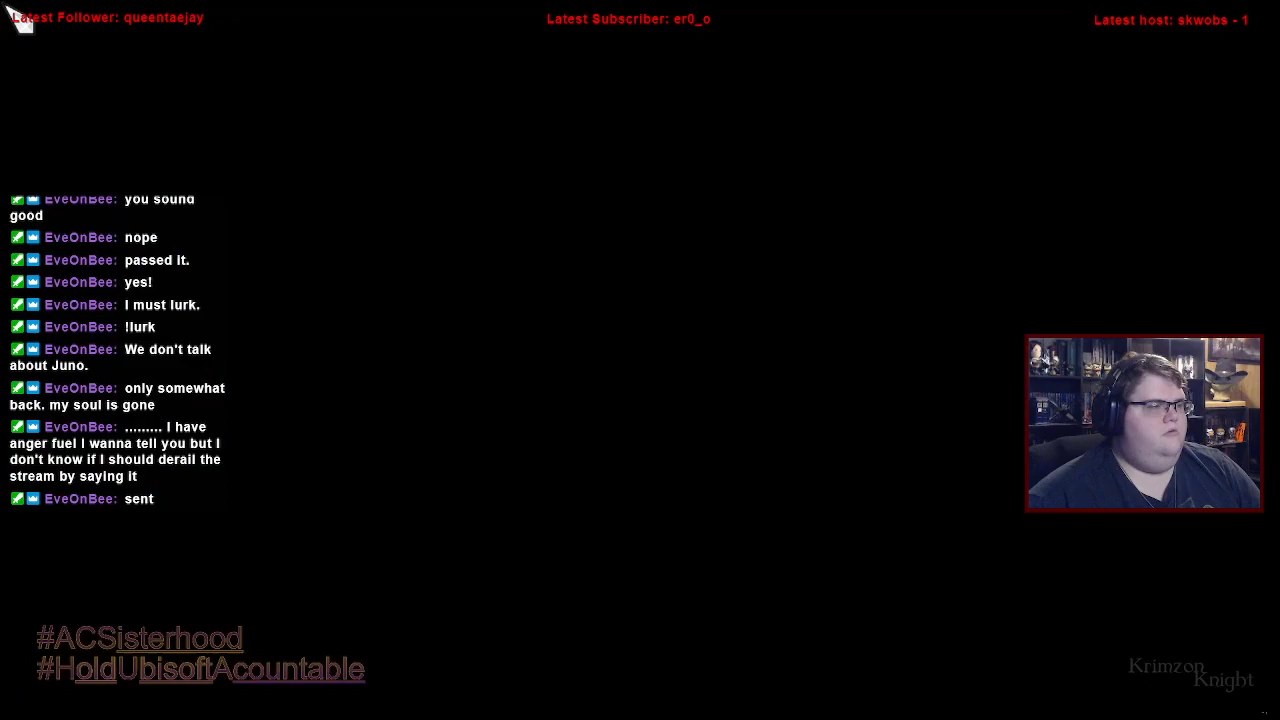 Latest Follower: queentaejay
Latest Subscriber: er0_o
Latest host: skwobs - 1
EveOnBee: you sound
good
EveOnBee: nope
EveOnBee: passed it.
EveOnBee: yes!
EveOnBee: I must lurk.
EveOnBee: !lurk
EveOnBee: We don't talk
about Juno.
EveOnBee: only somewhat
back. my soul is gone
EveOnBee: ......... I have
anger fuel I wanna tell you but I
don't know if I should derail the
stream by saying it
EveOnBee: sent
#ACSisterhood
#HoldUbisoftAcountable
Krimzon
Knight